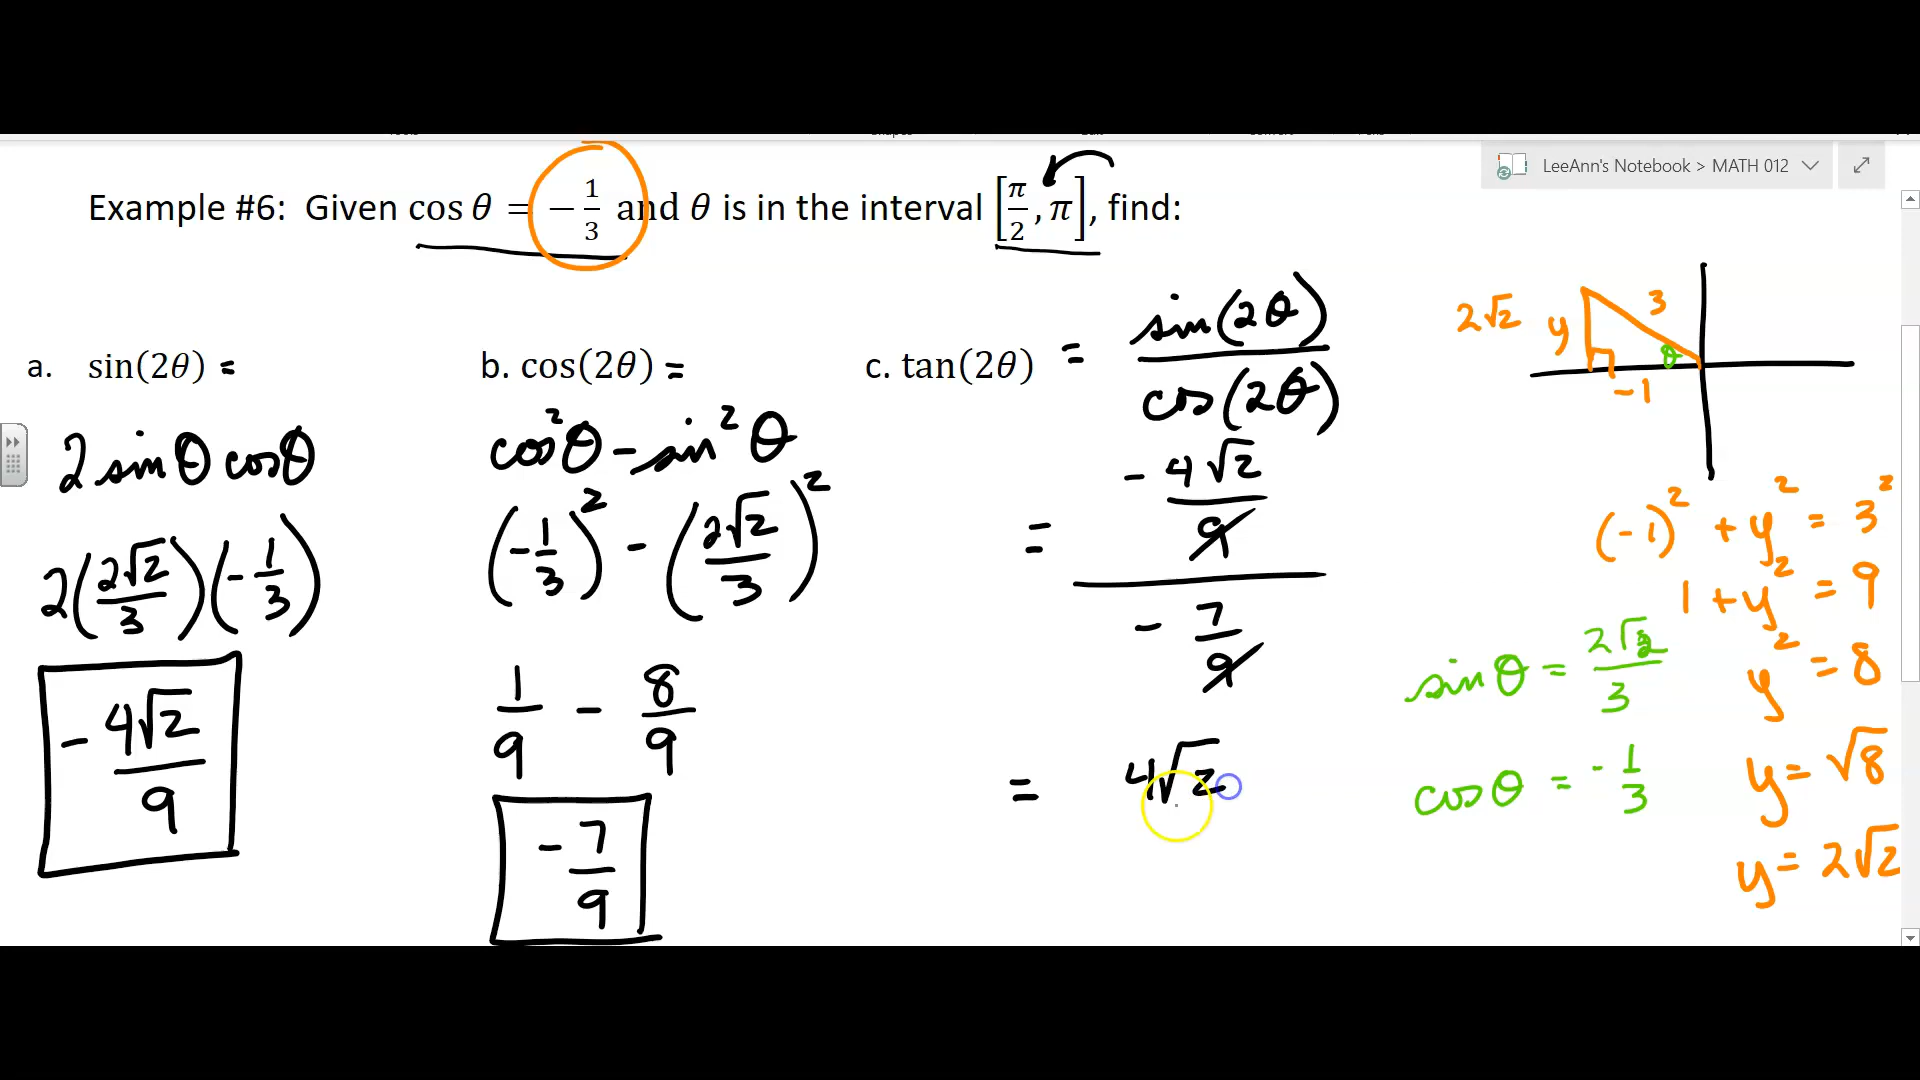 LeeAnn's Notebook > MATH 012
Example #6: Given cos θ = −1/3 and θ is in the interval [π/2, π], find:
a. sin(2θ) =
2 sin θ cos θ
2(2√2/3)(-1/3)
-4√2/9
b. cos(2θ) =
cos²θ - sin²θ
(-1/3)² - (2√2/3)²
1/9 - 8/9
-7/9
c. tan(2θ) = sin(2θ)/cos(2θ)
= (-4√2/9)/(-7/9)
= 4√2
2√2 y 3
θ
-1
(-1)² + y² = 3²
1 + y² = 9
y² = 8
y = √8
y = 2√2
sin θ = 2√2/3
cos θ = -1/3